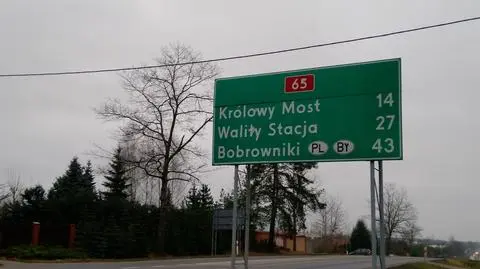 65
Królowy Most 14
Waliły Stacja 27
Bobrowniki PL BY 43